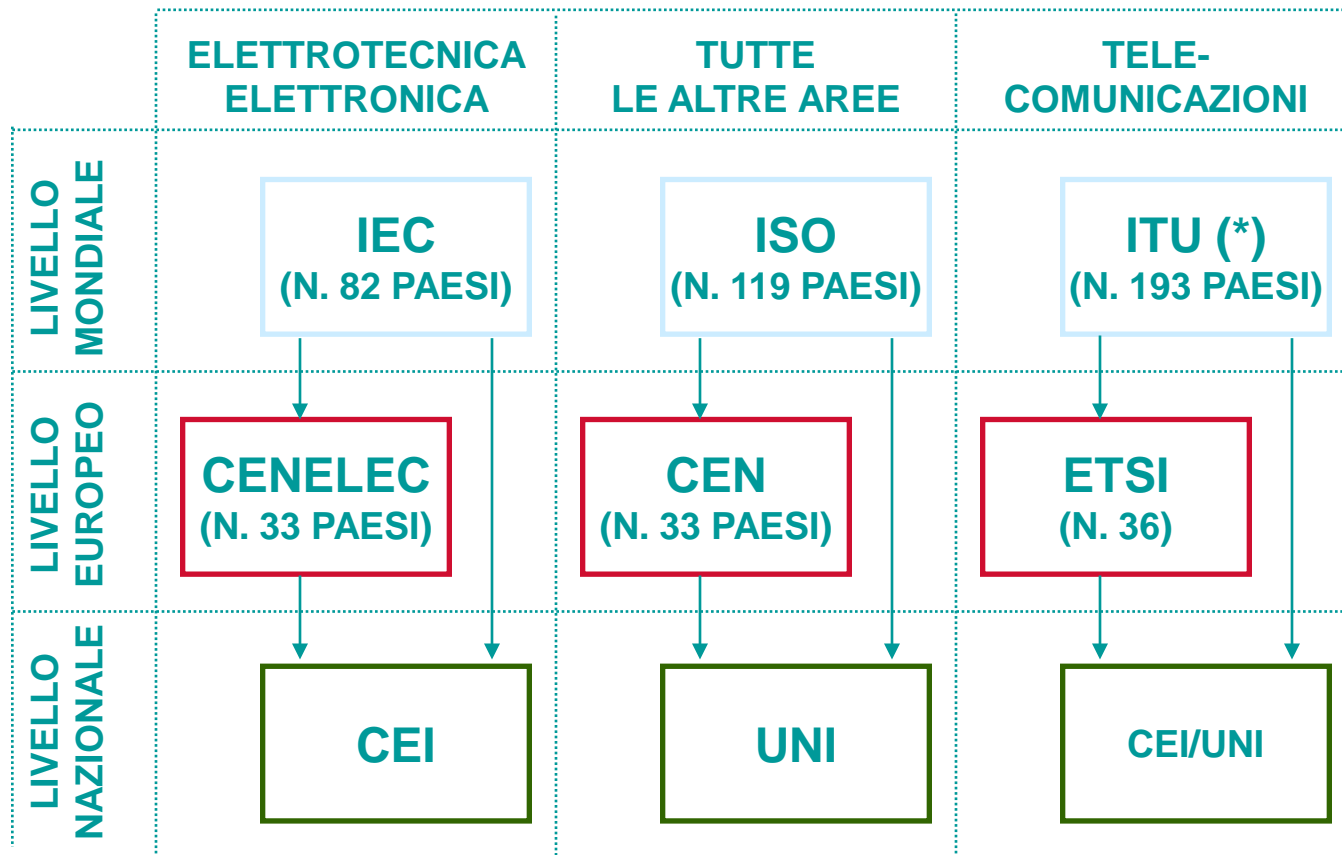 ELETTROTECNICA
ELETTRONICA
TUTTE
LE ALTRE AREE
TELE-
COMUNICAZIONI
LIVELLO
MONDIALE
IEC
(N. 82 PAESI)
ISO
(N. 119 PAESI)
ITU (*)
(N. 193 PAESI)
LIVELLO
EUROPEO
CENELEC
(N. 33 PAESI)
CEN
(N. 33 PAESI)
ETSI
(N. 36)
LIVELLO
NAZIONALE
CEI
UNI
CEI/UNI